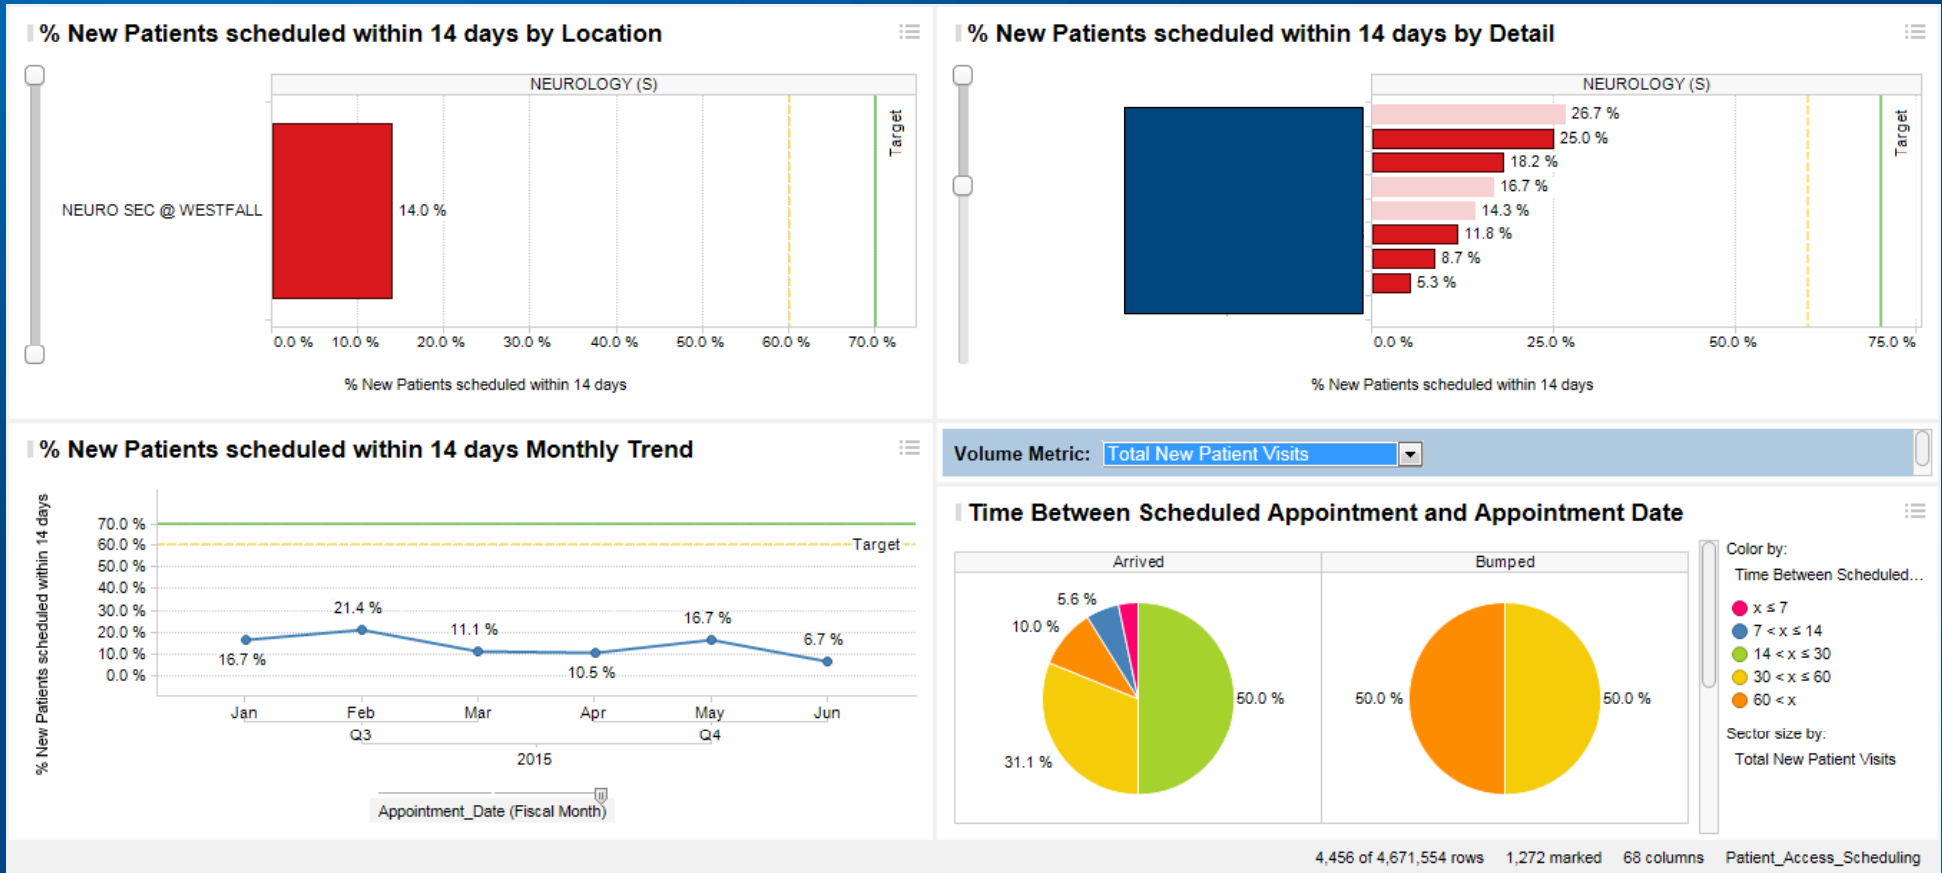 % New Patients scheduled within 14 days by Location
NEUROLOGY (S)
Target
NEURO SEC @ WESTFALL
14.0 %
0.0 % 10.0 % 20.0 % 30.0 % 40.0 % 50.0 % 60.0 % 70.0 %
% New Patients scheduled within 14 days
% New Patients scheduled within 14 days by Detail
NEUROLOGY (S)
Target
26.7 %
25.0 %
18.2 %
16.7 %
14.3 %
11.8 %
8.7 %
5.3 %
0.0 % 25.0 % 50.0 % 75.0 %
% New Patients scheduled within 14 days
% New Patients scheduled within 14 days Monthly Trend
% New Patients scheduled within 14 days
70.0 %
60.0 %
50.0 %
40.0 %
30.0 %
20.0 %
10.0 %
0.0 %
Target
16.7 %
21.4 %
11.1 %
10.5 %
16.7 %
6.7 %
Jan Feb Mar Apr May Jun
Q3 Q4
2015
Appointment_Date (Fiscal Month)
Volume Metric: Total New Patient Visits
Time Between Scheduled Appointment and Appointment Date
Arrived
5.6 %
10.0 %
50.0 %
31.1 %
Bumped
50.0 %
50.0 %
Color by:
Time Between Scheduled...
x ≤ 7
7 < x ≤ 14
14 < x ≤ 30
30 < x ≤ 60
60 < x
Sector size by:
Total New Patient Visits
4,456 of 4,671,554 rows 1,272 marked 68 columns Patient_Access_Scheduling